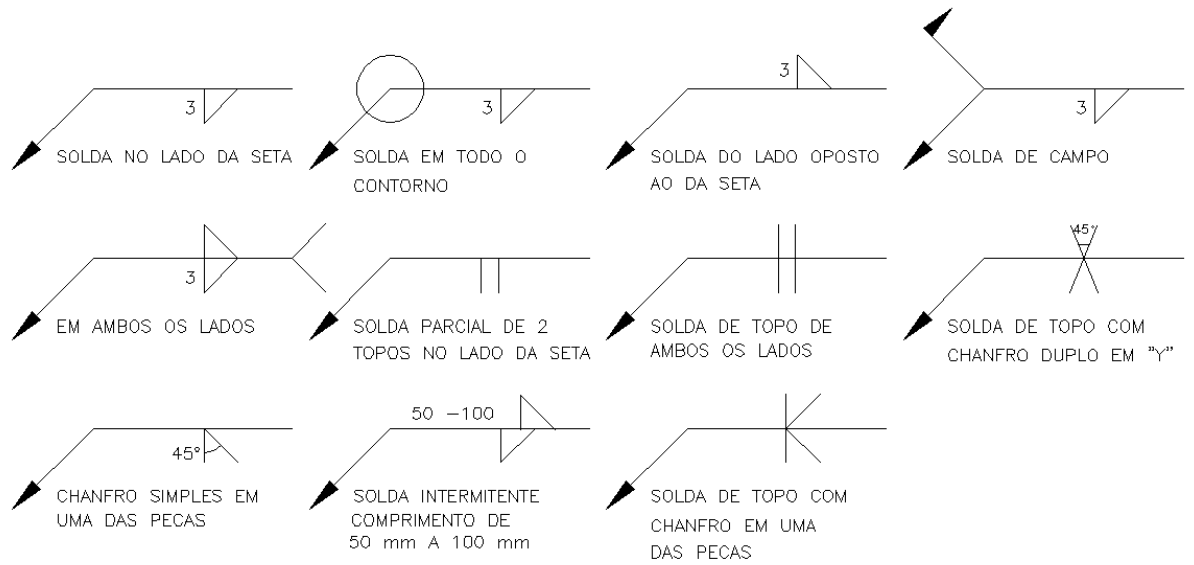 3
SOLDA NO LADO DA SETA
3
SOLDA EM TODO O
CONTORNO
3
SOLDA DO LADO OPOSTO
AO DA SETA
3
SOLDA DE CAMPO
3
EM AMBOS OS LADOS
SOLDA PARCIAL DE 2
TOPOS NO LADO DA SETA
SOLDA DE TOPO DE
AMBOS OS LADOS
45°
SOLDA DE TOPO COM
CHANFRO DUPLO EM "Y"
45°
CHANFRO SIMPLES EM
UMA DAS PECAS
50 -100
SOLDA INTERMITENTE
COMPRIMENTO DE
50 mm A 100 mm
SOLDA DE TOPO COM
CHANFRO EM UMA
DAS PECAS